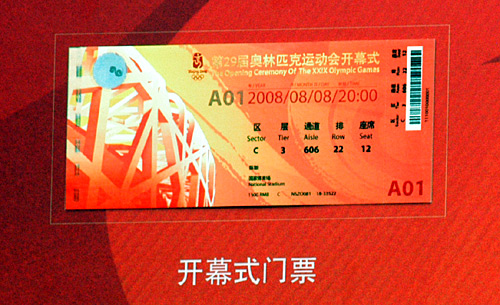 第29届奥林匹克运动会开幕式
The Opening Ceremony Of The XXIX Olympic Games
A01 2008/08/08/20:00
区 层 通道 排 座席
Sector Tier Aisle Row Seat
C 3 606 22 12
国家体育场
National Stadium
A01
开幕式门票